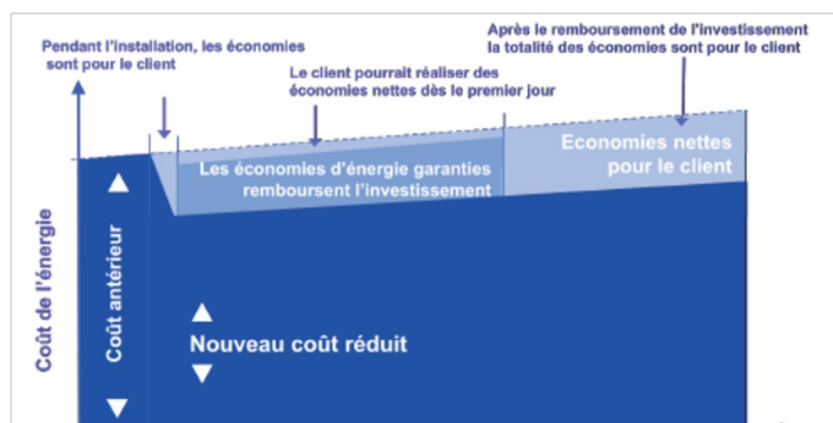 Pendant l'installation, les économies
sont pour le client
Après le remboursement de l'investissement
la totalité des économies sont pour le client
Le client pourrait réaliser des
économies nettes dès le premier jour
Les économies d'énergie garanties
remboursent l'investissement
Economies nettes
pour le client
Coût de l'énergie
Coût antérieur
Nouveau coût réduit